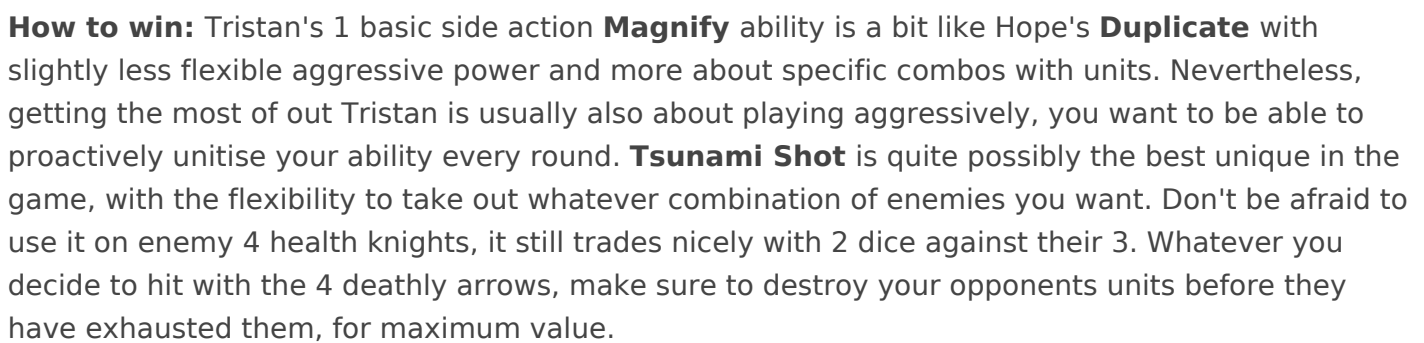 How to win: Tristan's 1 basic side action Magnify ability is a bit like Hope's Duplicate with
slightly less flexible aggressive power and more about specific combos with units. Nevertheless,
getting the most of out Tristan is usually also about playing aggressively, you want to be able to
proactively unitise your ability every round. Tsunami Shot is quite possibly the best unique in the
game, with the flexibility to take out whatever combination of enemies you want. Don't be afraid to
use it on enemy 4 health knights, it still trades nicely with 2 dice against their 3. Whatever you
decide to hit with the 4 deathly arrows, make sure to destroy your opponents units before they
have exhausted them, for maximum value.